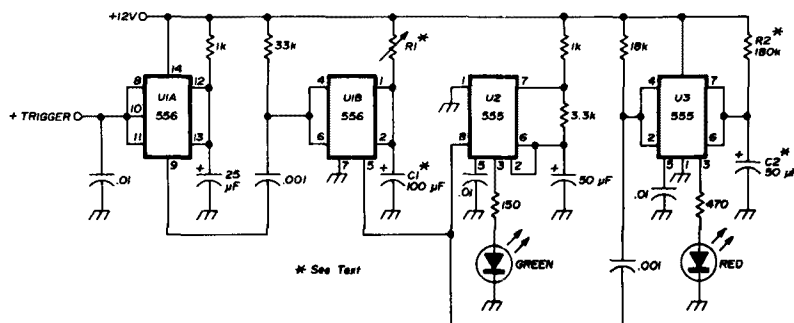 +12V
1k
33k
R1 *
1k
18k
R2 *
180k
14
8
12
4
1
1
7
4
7
U1A
556
U1B
556
U2
555
U3
555
+ TRIGGER
10
11
13
6
2
8
6
2
6
3.3k
9
7
5
5
3
2
5
1
3
.01
25
µF
.001
C1 *
100 µF
.01
50 µF
.01
C2 *
50 µF
150
470
* See Text
GREEN
.001
RED